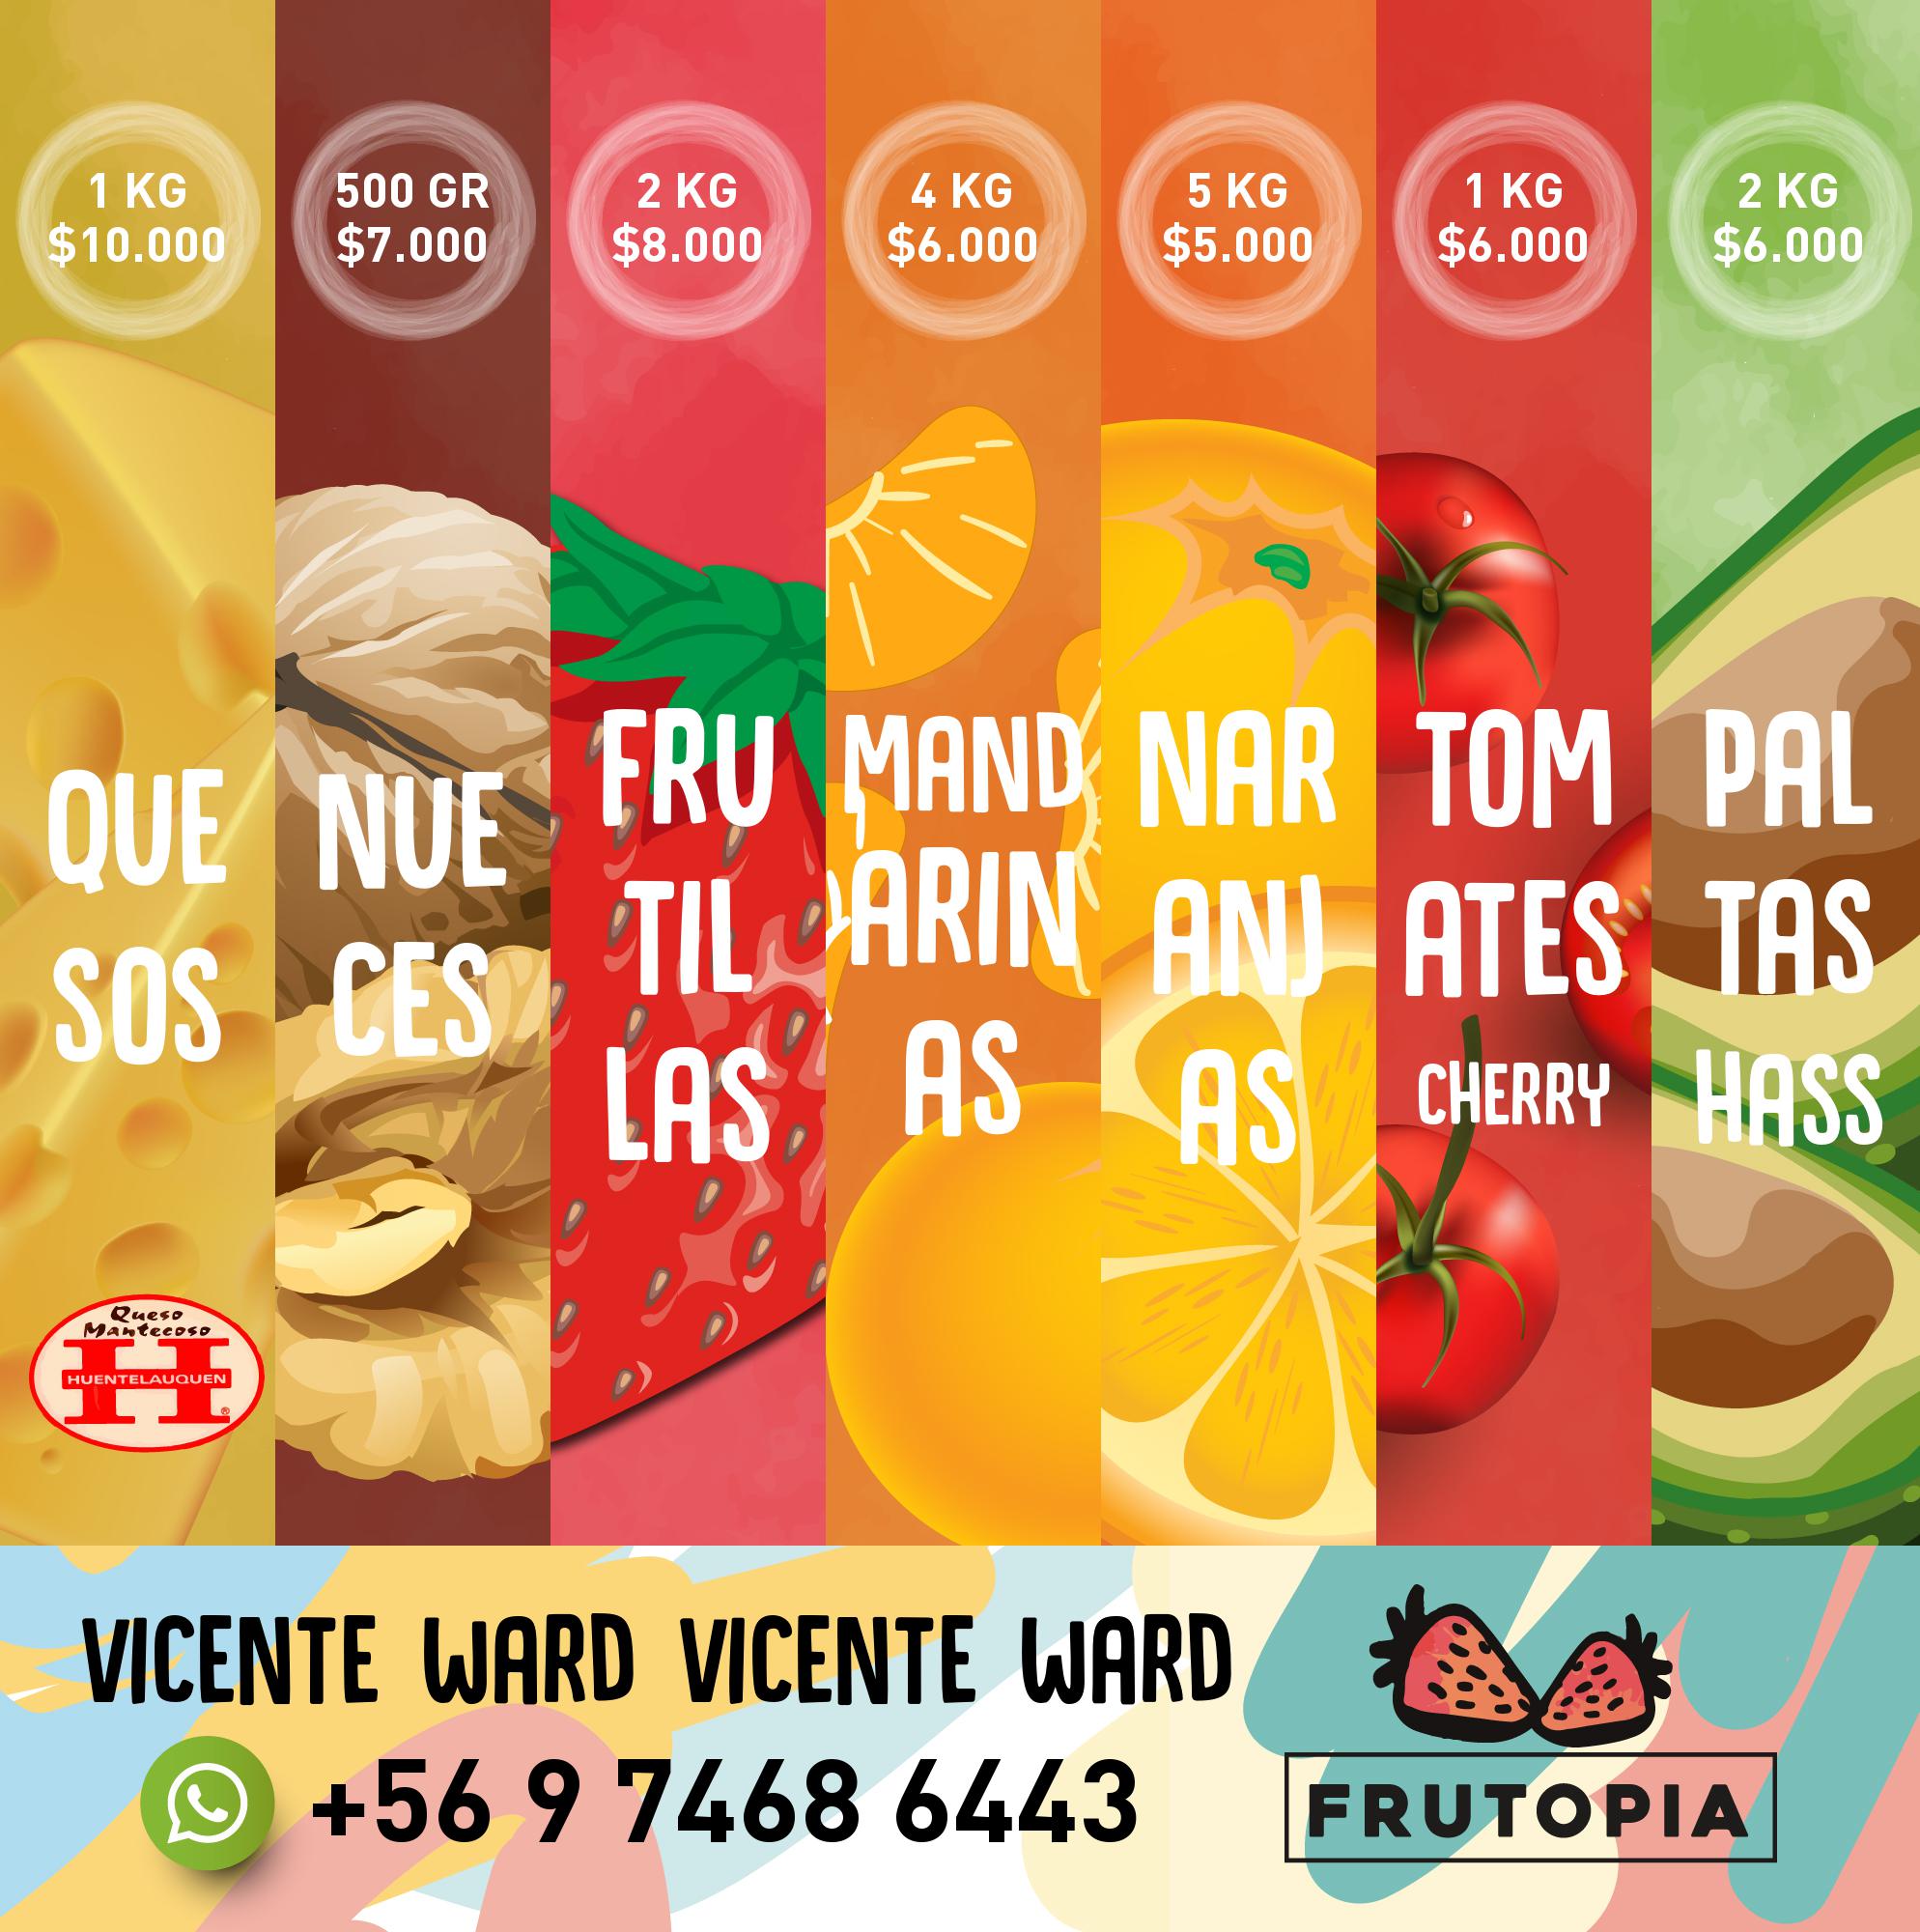 1 KG
$10.000
QUE
SOS
Queso
Mantecoso
HUENTELAUQUEN
®
500 GR
$7.000
NUE
CES
2 KG
$8.000
FRU
TIL
LAS
4 KG
$6.000
MAND
ARIN
AS
5 KG
$5.000
NAR
ANJ
AS
1 KG
$6.000
TOM
ATES
CHERRY
2 KG
$6.000
PAL
TAS
HASS
VICENTE WARD VICENTE WARD
+56 9 7468 6443
FRUTOPIA